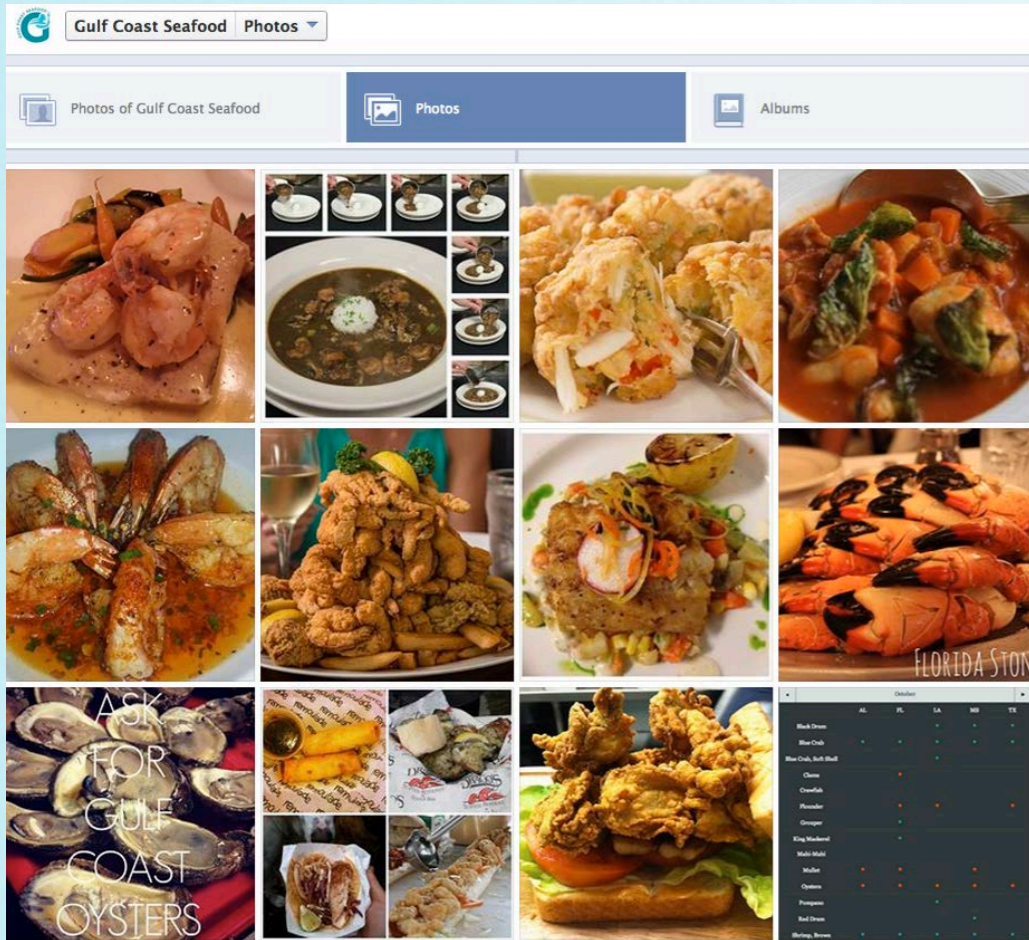 Gulf Coast Seafood Photos
Photos of Gulf Coast Seafood
Photos
Albums
FLORIDA STON
ASK
FOR
GULF
COAST
OYSTERS
October
AL FL LA MS TX
Black Drum
Blue Crab
Blue Crab, Soft Shell
Clams
Crawfish
Flounder
Grouper
King Mackerel
Mahi-Mahi
Mullet
Oysters
Pompano
Red Drum
Shrimp, Brown